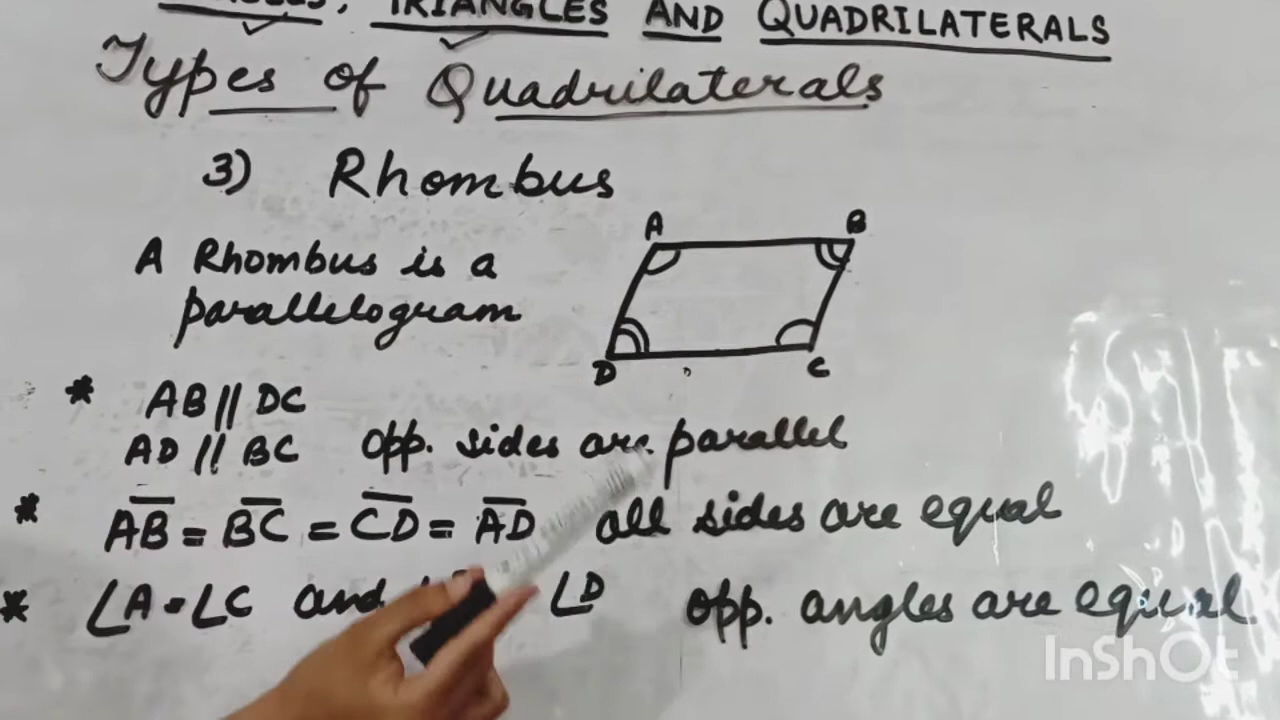 TRIANGLES AND QUADRILATERALS
Types of Quadrilaterals
3) Rhombus
A Rhombus is a
parallelogram
A B
D C
* AB || DC
AD || BC opp. sides are parallel
* AB = BC = CD = AD all sides are equal
* ∠A = ∠C and ∠D opp. angles are equal
InShOt